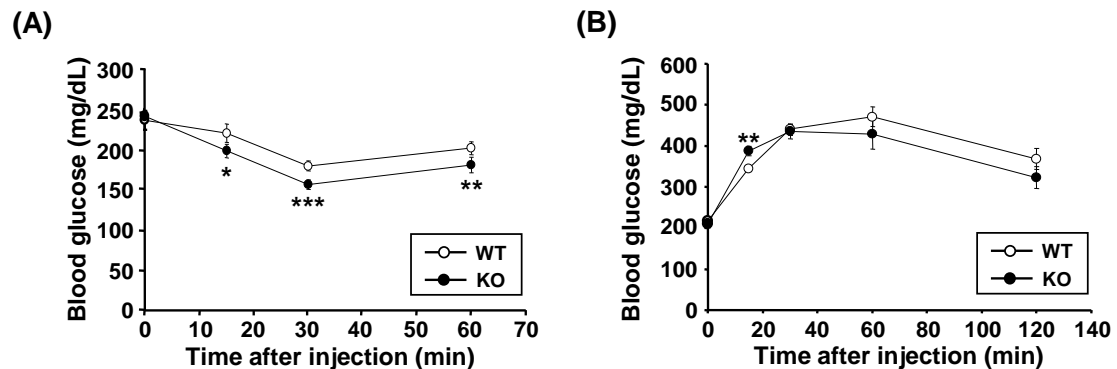 (A)
Blood glucose (mg/dL)
300
250
200
150
100
50
0
*
***
**
WT
KO
0 10 20 30 40 50 60 70
Time after injection (min)
(B)
Blood glucose (mg/dL)
600
500
400
300
200
100
0
**
WT
KO
0 20 40 60 80 100 120 140
Time after injection (min)